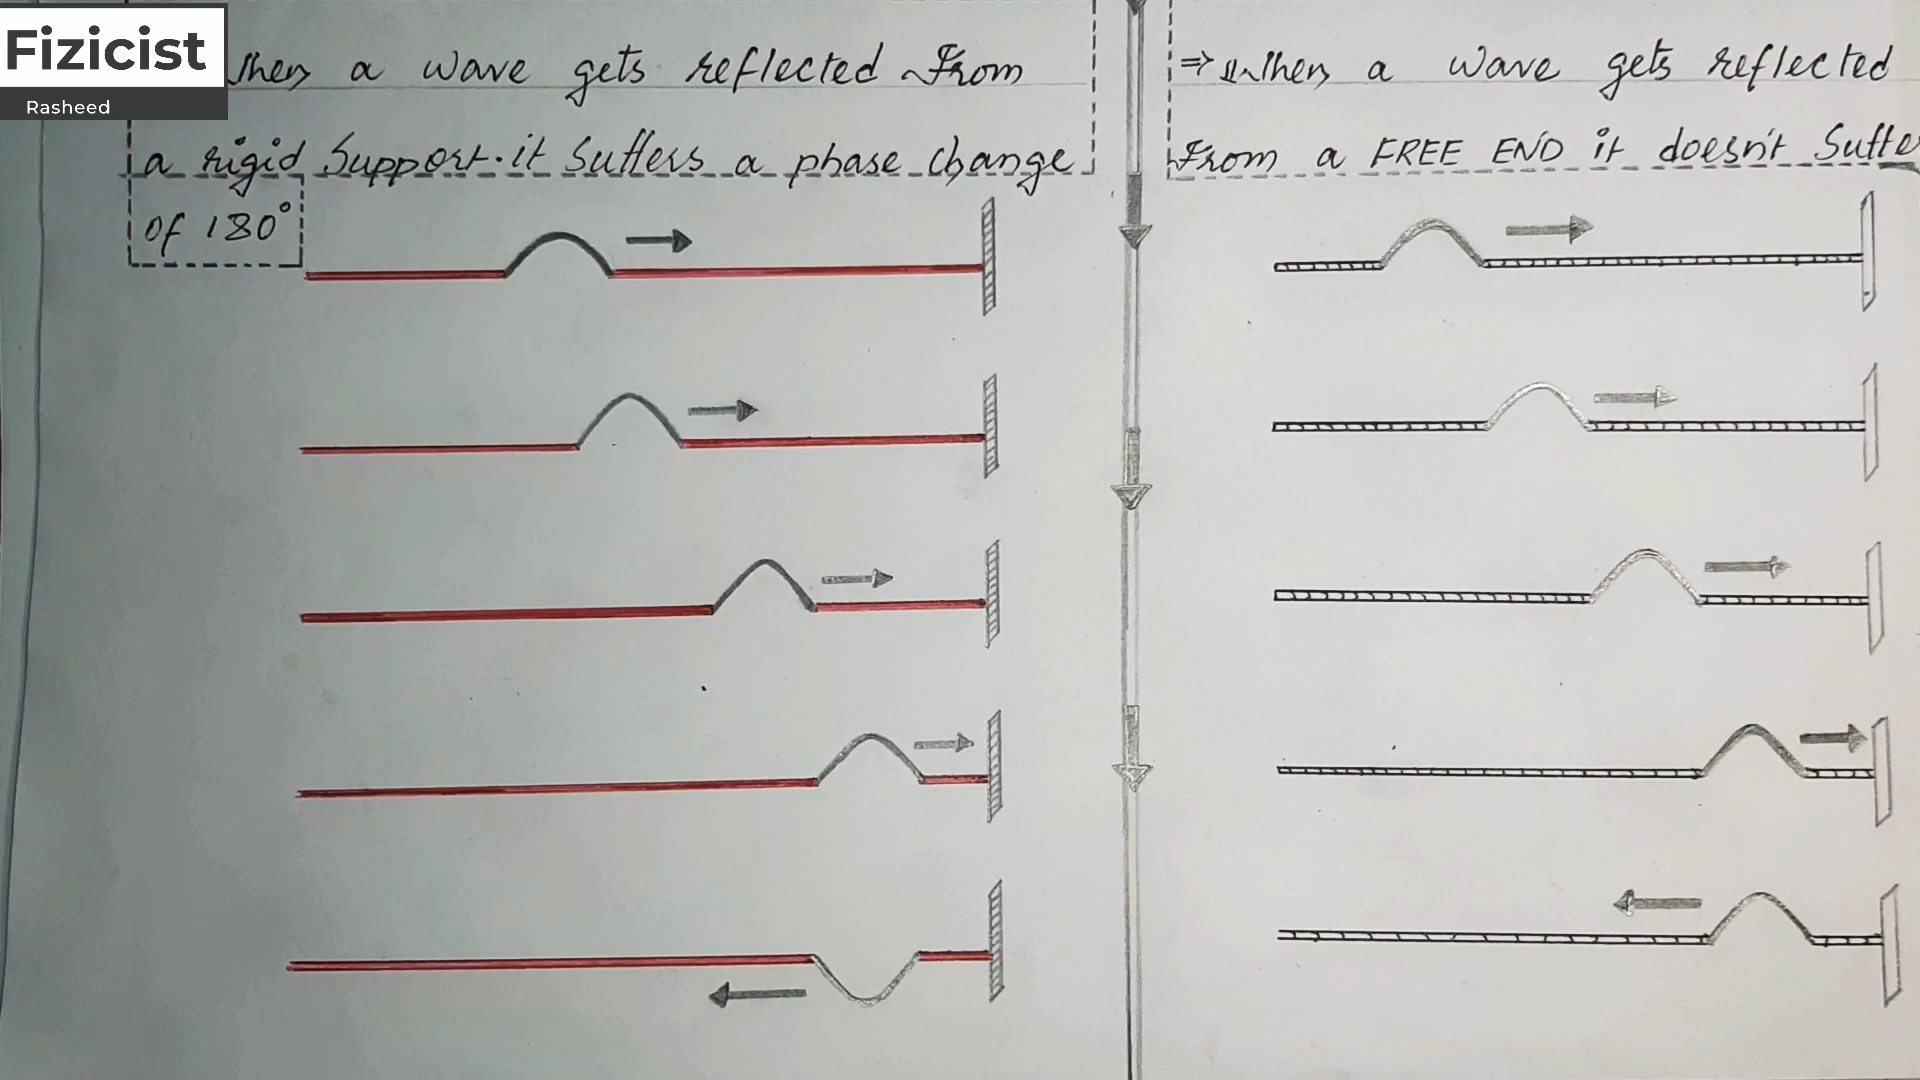 Fizicist
Rasheed
When a wave gets reflected from
a rigid Support. it Suffers a phase change
of 180°
⇒ When a wave gets reflected
From a FREE END it doesn't